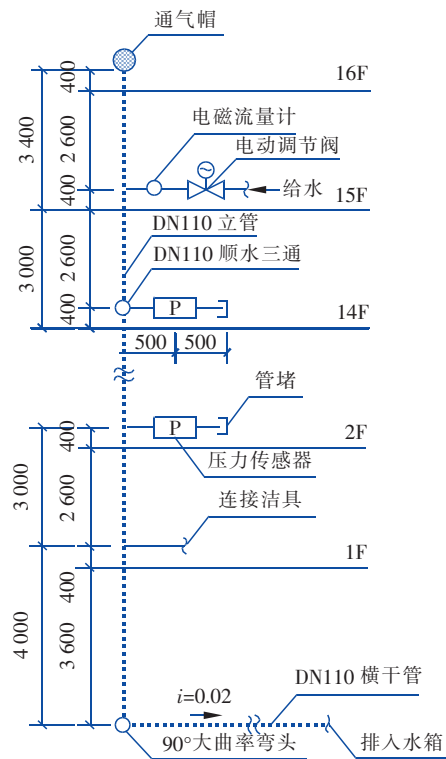 通气帽
400
16F
3 400
2 600
电磁流量计
电动调节阀
~
400
给水
15F
DN110 立管
3 000
2 600
DN110 顺水三通
400
P
14F
500
500
管堵
400
P
2F
压力传感器
3 000
2 600
连接洁具
1F
400
4 000
3 600
DN110 横干管
i=0.02
90°大曲率弯头
排入水箱